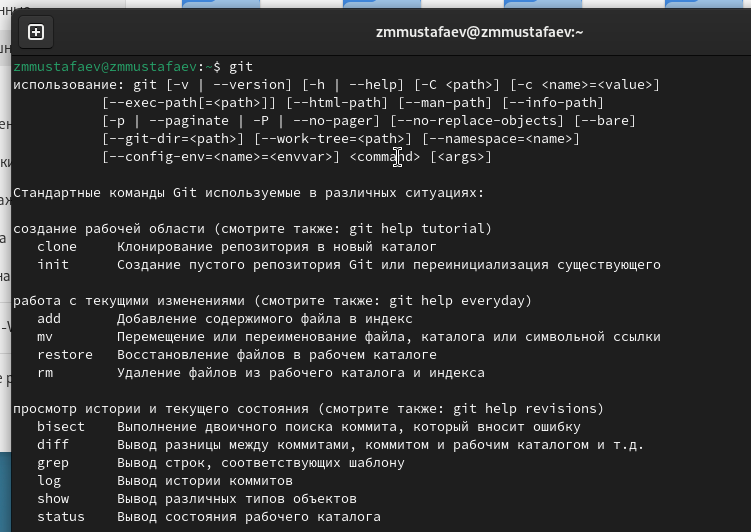 zmmustafaev@zmmustafaev:~
zmmustafaev@zmmustafaev:~$ git
использование: git [-v | --version] [-h | --help] [-C <path>] [-c <name>=<value>]
[--exec-path[=<path>]] [--html-path] [--man-path] [--info-path]
[-p | --paginate | -P | --no-pager] [--no-replace-objects] [--bare]
[--git-dir=<path>] [--work-tree=<path>] [--namespace=<name>]
[--config-env=<name>=<envvar>] <command> [<args>]
Стандартные команды Git используемые в различных ситуациях:
создание рабочей области (смотрите также: git help tutorial)
clone Клонирование репозитория в новый каталог
init Создание пустого репозитория Git или переинициализация существующего
работа с текущими изменениями (смотрите также: git help everyday)
add Добавление содержимого файла в индекс
mv Перемещение или переименование файла, каталога или символьной ссылки
restore Восстановление файлов в рабочем каталоге
rm Удаление файлов из рабочего каталога и индекса
просмотр истории и текущего состояния (смотрите также: git help revisions)
bisect Выполнение двоичного поиска коммита, который вносит ошибку
diff Вывод разницы между коммитами, коммитом и рабочим каталогом и т.д.
grep Вывод строк, соответствующих шаблону
log Вывод истории коммитов
show Вывод различных типов объектов
status Вывод состояния рабочего каталога